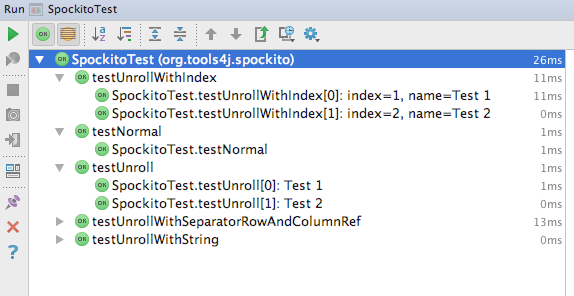 Run SpockitoTest
OK
OK SpockitoTest (org.tools4j.spockito) 26ms
OK testUnrollWithIndex 11ms
OK SpockitoTest.testUnrollWithIndex[0]: index=1, name=Test 1 11ms
OK SpockitoTest.testUnrollWithIndex[1]: index=2, name=Test 2 0ms
OK testNormal 1ms
OK SpockitoTest.testNormal 1ms
OK testUnroll 1ms
OK SpockitoTest.testUnroll[0]: Test 1 1ms
OK SpockitoTest.testUnroll[1]: Test 2 0ms
OK testUnrollWithSeparatorRowAndColumnRef 13ms
OK testUnrollWithString 0ms